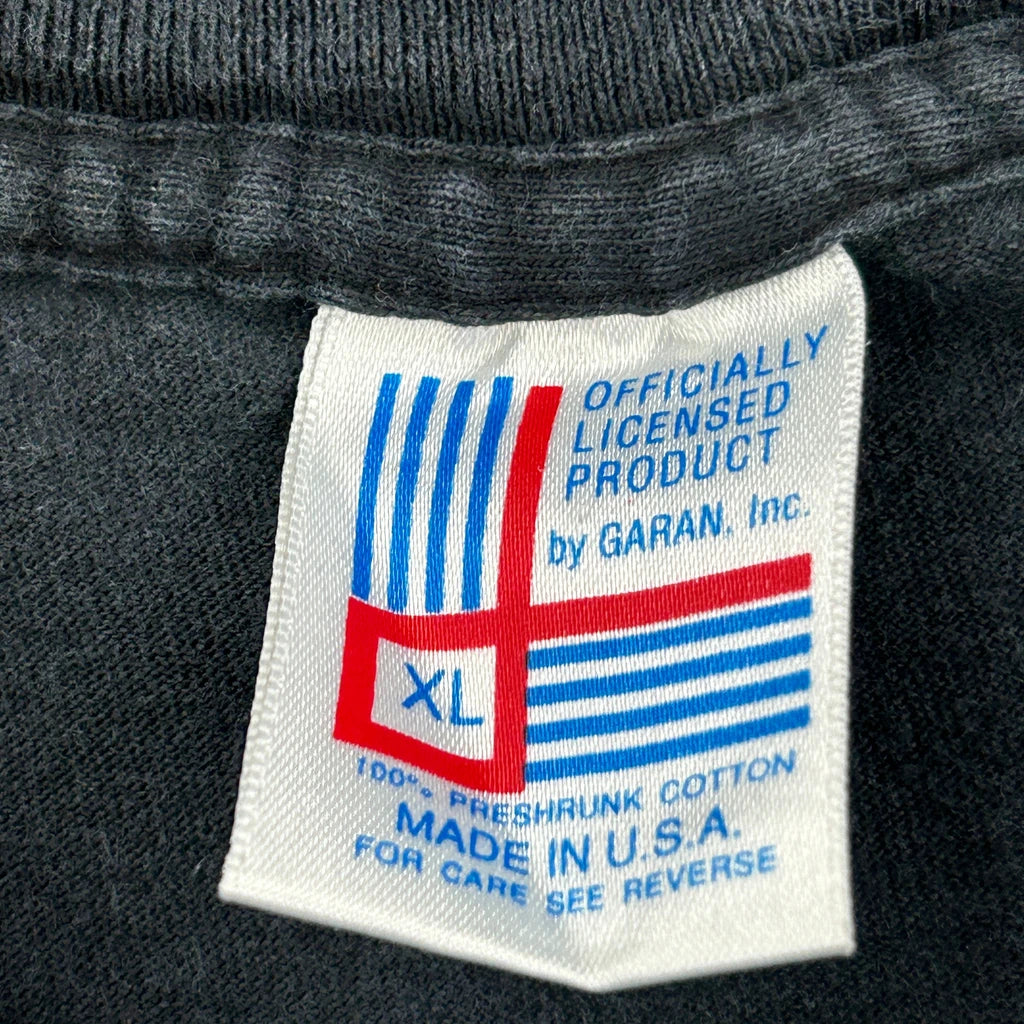 OFFICIALLY
LICENSED
PRODUCT
by GARAN, Inc.
XL
100% PRESHRUNK COTTON
MADE IN U.S.A.
FOR CARE SEE REVERSE